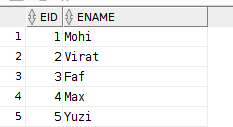 EID ENAME
1 1 Mohi
2 2 Virat
3 3 Faf
4 4 Max
5 5 Yuzi